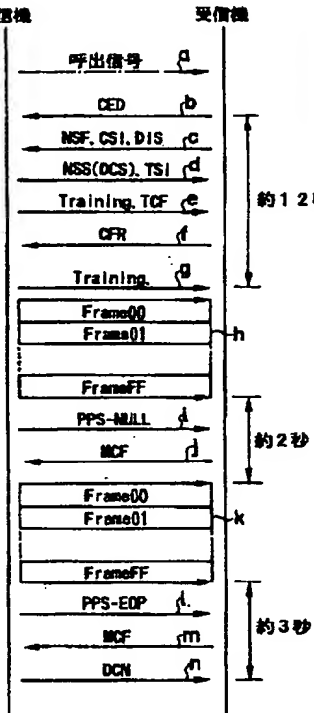 信機 受信機
呼出信号 a
CED b
NSF, CSI, DIS c
NSS(DCS), TSI d
Training, TCF e
約12
CFR f
Training, g
Frame00
Frame01 h
FrameFF
PPS-NULL i
約2秒
MCF j
Frame00
Frame01 k
FrameFF
PPS-EOP l
MCF m
約3秒
DCN n